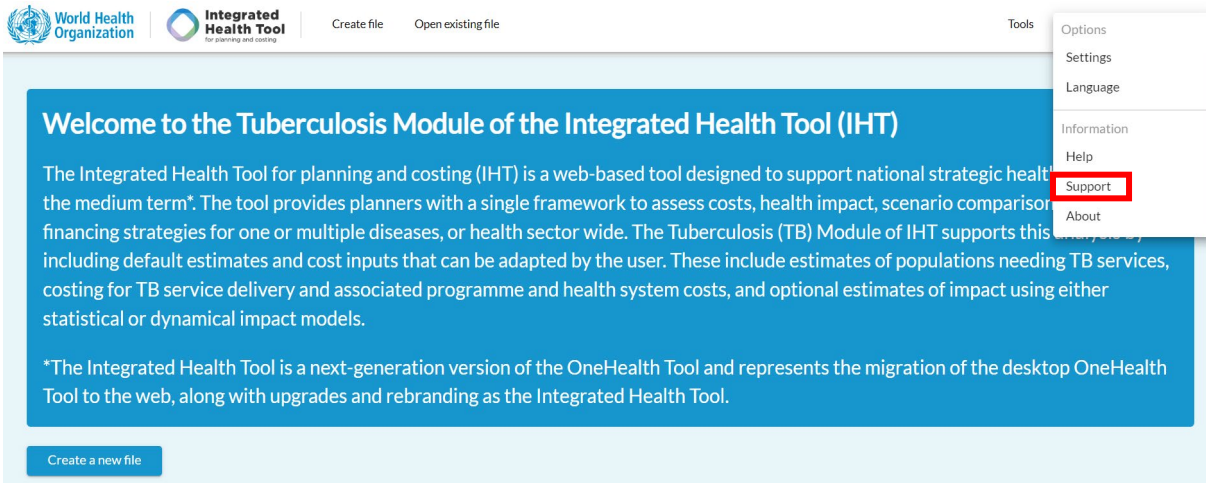 World Health
Organization
Integrated
Health Tool
for planning and costing
Create file
Open existing file
Tools
Options
Settings
Language
Information
Help
Support
About
Welcome to the Tuberculosis Module of the Integrated Health Tool (IHT)
The Integrated Health Tool for planning and costing (IHT) is a web-based tool designed to support national strategic healt
the medium term*. The tool provides planners with a single framework to assess costs, health impact, scenario comparison
financing strategies for one or multiple diseases, or health sector wide. The Tuberculosis (TB) Module of IHT supports this analysis by
including default estimates and cost inputs that can be adapted by the user. These include estimates of populations needing TB services,
costing for TB service delivery and associated programme and health system costs, and optional estimates of impact using either
statistical or dynamical impact models.
*The Integrated Health Tool is a next-generation version of the OneHealth Tool and represents the migration of the desktop OneHealth
Tool to the web, along with upgrades and rebranding as the Integrated Health Tool.
Create a new file